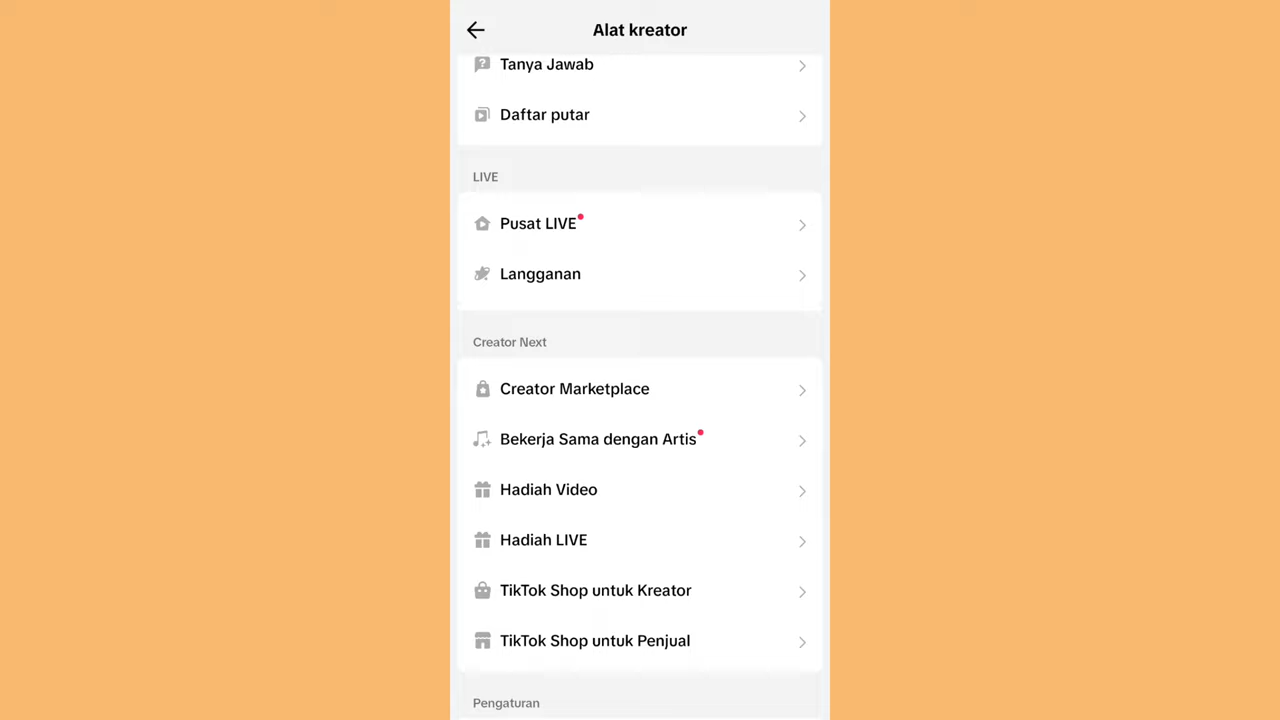 Alat kreator
Tanya Jawab
Daftar putar
LIVE
Pusat LIVE
Langganan
Creator Next
Creator Marketplace
Bekerja Sama dengan Artis
Hadiah Video
Hadiah LIVE
TikTok Shop untuk Kreator
TikTok Shop untuk Penjual
Pengaturan